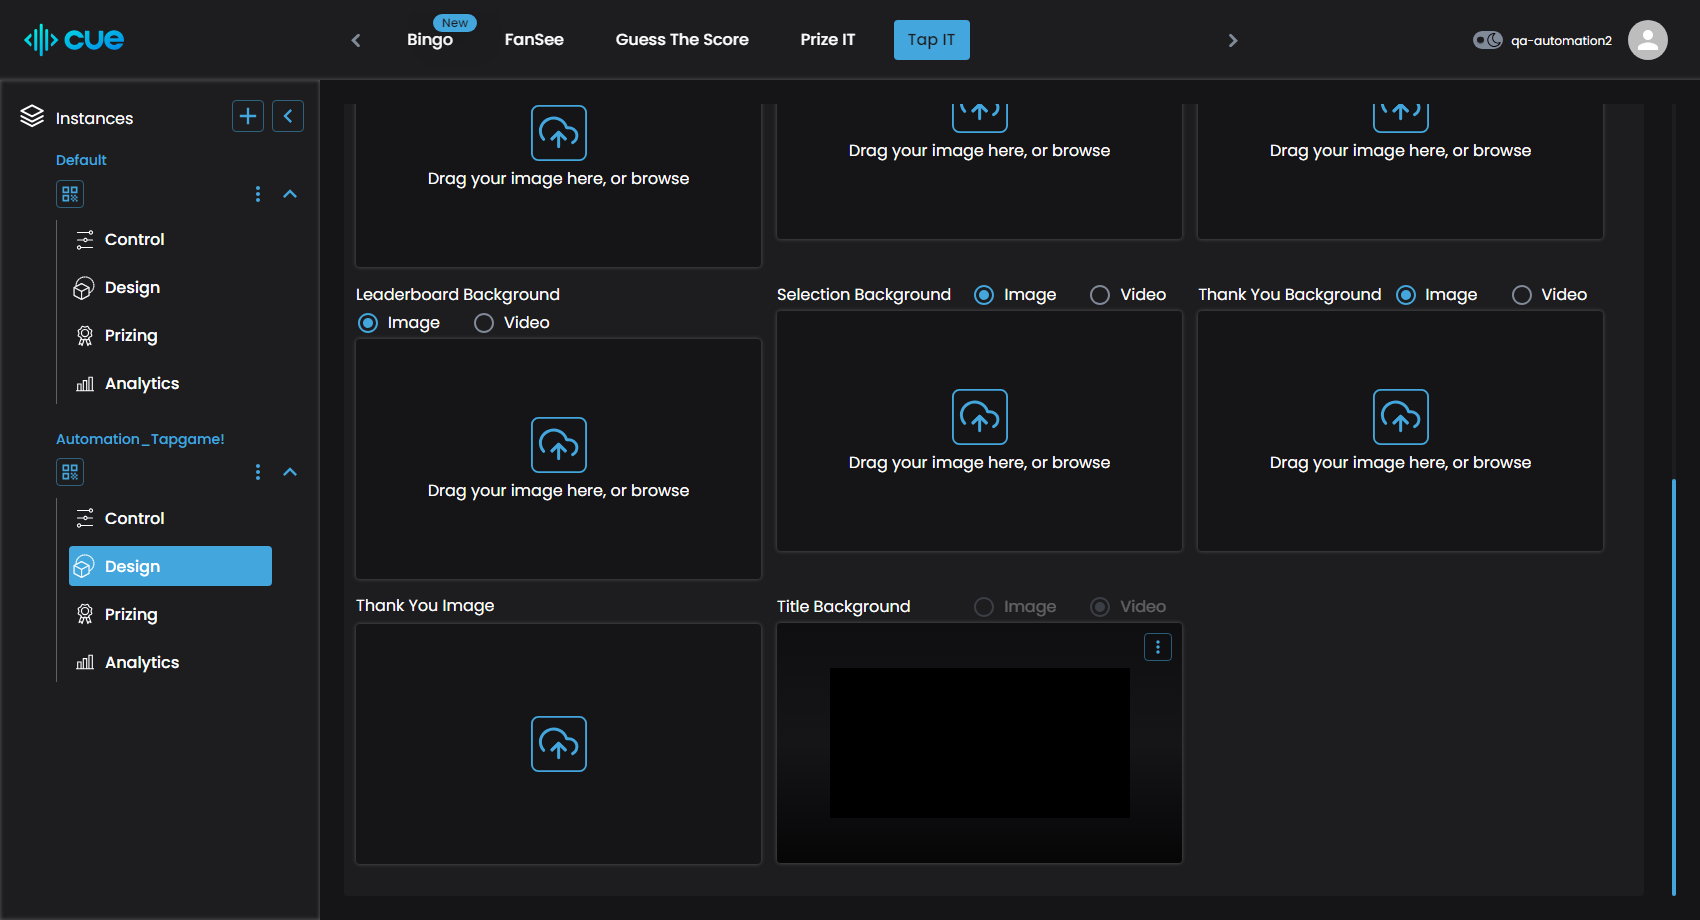 cue
New
Bingo
FanSee
Guess The Score
Prize IT
Tap IT
qa-automation2
Instances
Default
Control
Design
Prizing
Analytics
Automation_Tapgame!
Control
Design
Prizing
Analytics
Drag your image here, or browse
Drag your image here, or browse
Drag your image here, or browse
Leaderboard Background
Image Video
Drag your image here, or browse
Selection Background Image Video
Drag your image here, or browse
Thank You Background Image Video
Drag your image here, or browse
Thank You Image
Title Background Image Video